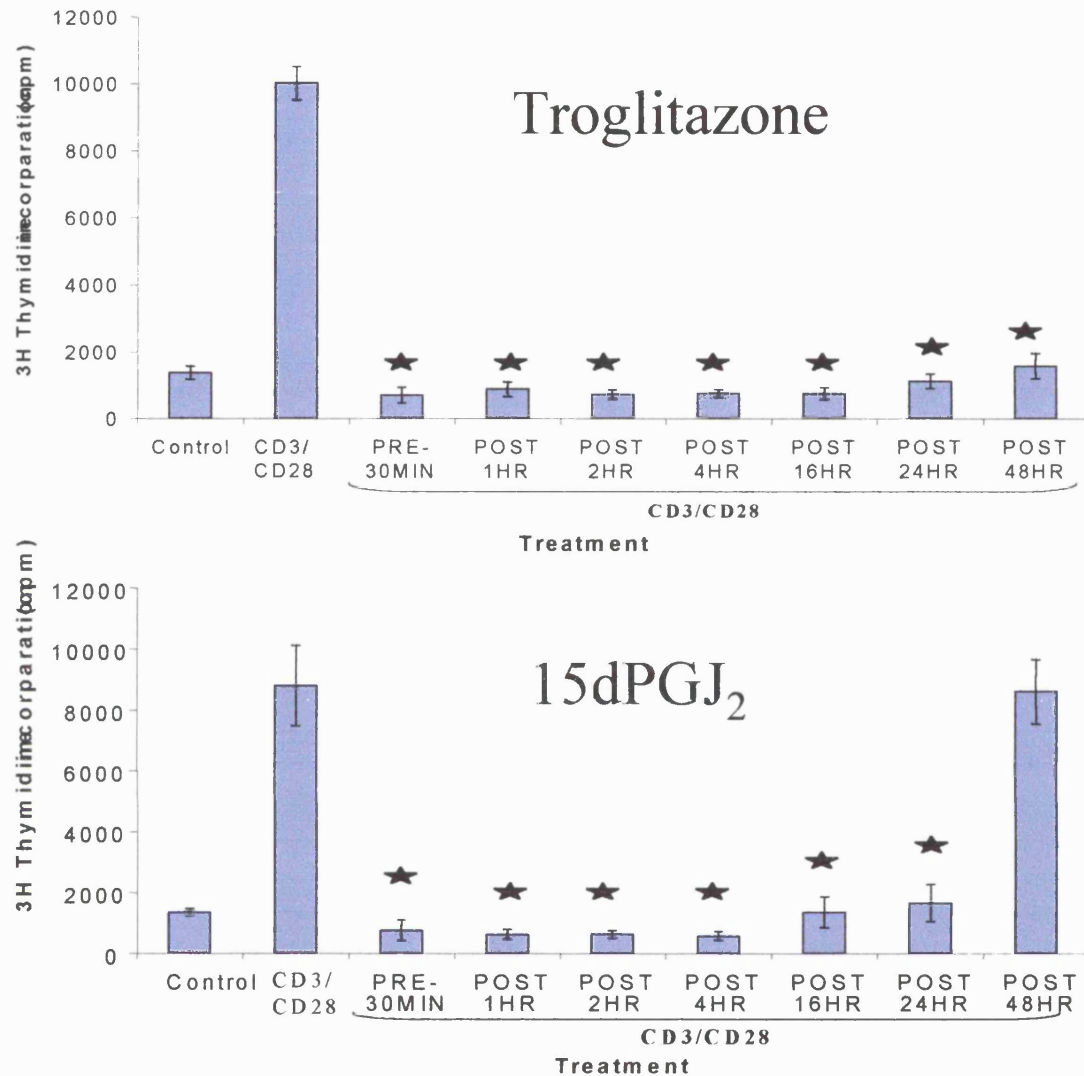 12000
10000
8000
6000
4000
2000
0
Troglitazone
Control
CD3/
CD28
PRE-
30MIN
POST
1HR
POST
2HR
POST
4HR
POST
16HR
POST
24HR
POST
48HR
CD3/CD28
Treatment
12000
10000
8000
6000
4000
2000
0
15dPGJ₂
Control
CD3/
CD28
PRE-
30MIN
POST
1HR
POST
2HR
POST
4HR
POST
16HR
POST
24HR
POST
48HR
CD3/CD28
Treatment
3H
3H